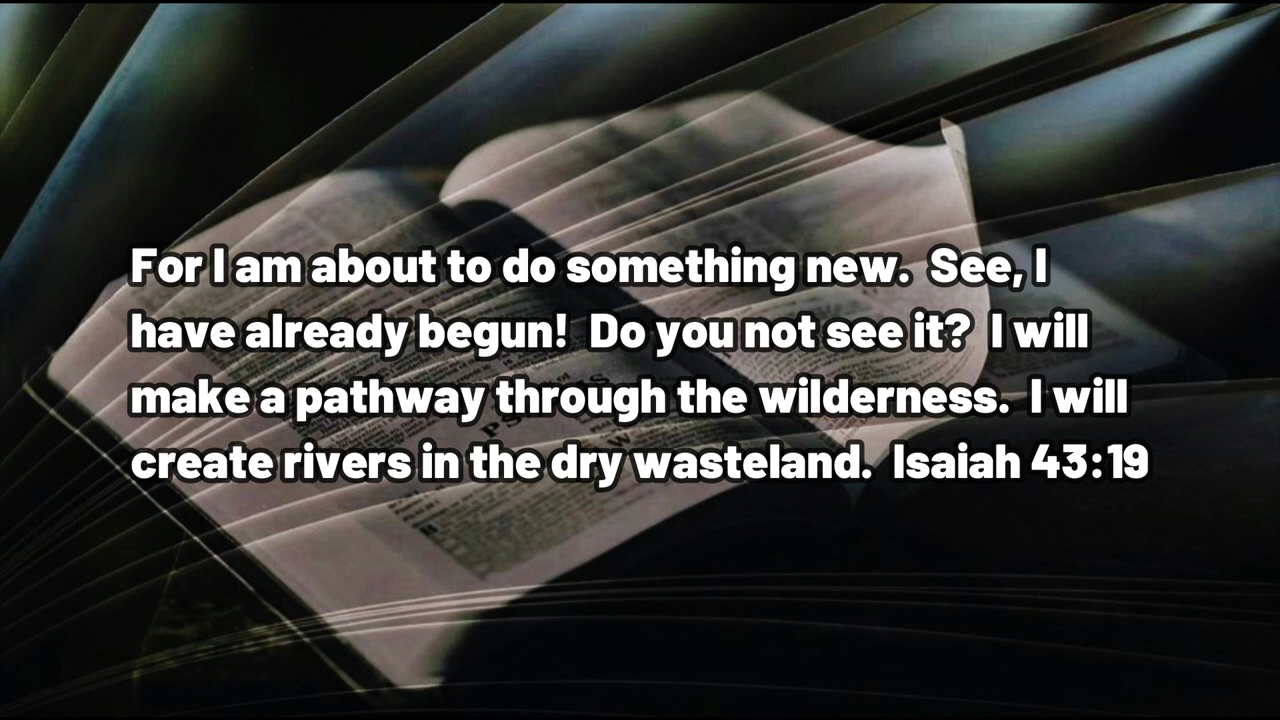 For I am about to do something new.  See, I
have already begun!  Do you not see it?  I will
make a pathway through the wilderness.  I will
create rivers in the dry wasteland.  Isaiah 43:19